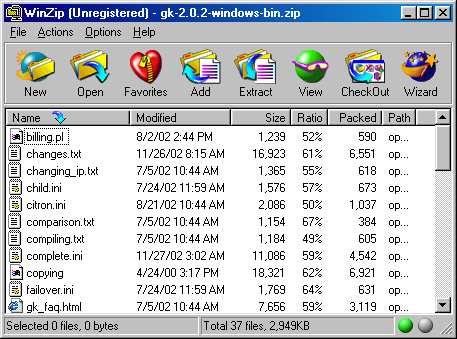 WinZip (Unregistered) - gk-2.0.2-windows-bin.zip
File Actions Options Help
New Open Favorites Add Extract View CheckOut Wizard
Name Modified Size Ratio Packed Path
billing.pl 8/2/02 2:44 PM 1,239 52% 590 op...
changes.txt 11/26/02 8:15 AM 16,923 61% 6,551 op...
changing_ip.txt 7/5/02 10:44 AM 1,365 55% 618 op...
child.ini 7/24/02 11:59 AM 1,576 57% 673 op...
citron.ini 8/21/02 10:44 AM 2,086 50% 1,037 op...
comparison.txt 7/5/02 10:44 AM 1,154 67% 384 op...
compiling.txt 7/5/02 10:44 AM 1,184 49% 605 op...
complete.ini 11/27/02 3:02 AM 11,086 59% 4,542 op...
copying 4/24/00 3:17 PM 18,321 62% 6,921 op...
failover.ini 7/24/02 11:59 AM 1,769 64% 631 op...
gk_faq.html 7/5/02 10:44 AM 7,656 59% 3,119 op...
Selected 0 files, 0 bytes Total 37 files, 2,949KB